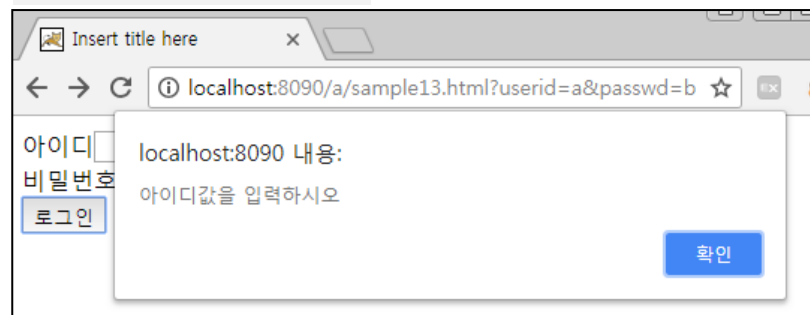 Insert title here
localhost:8090/a/sample13.html?userid=a&passwd=b
아이디
localhost:8090 내용:
비밀번호
아이디값을 입력하시오
로그인
확인